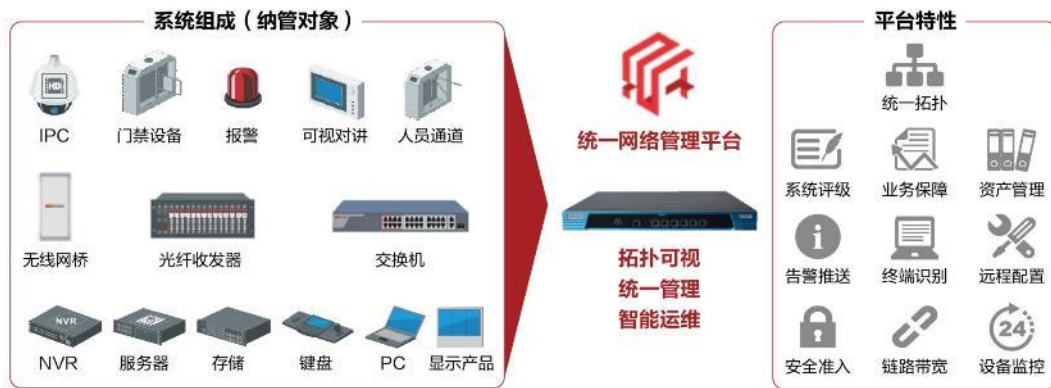 系统组成（纳管对象）
平台特性
HD
IPC
门禁设备
报警
可视对讲
人员通道
无线网桥
光纤收发器
交换机
NVR
NVR
服务器
存储
键盘
PC
显示产品
统一网络管理平台
拓扑可视
统一管理
智能运维
统一拓扑
系统评级
业务保障
资产管理
告警推送
终端识别
远程配置
24
安全准入
链路带宽
设备监控